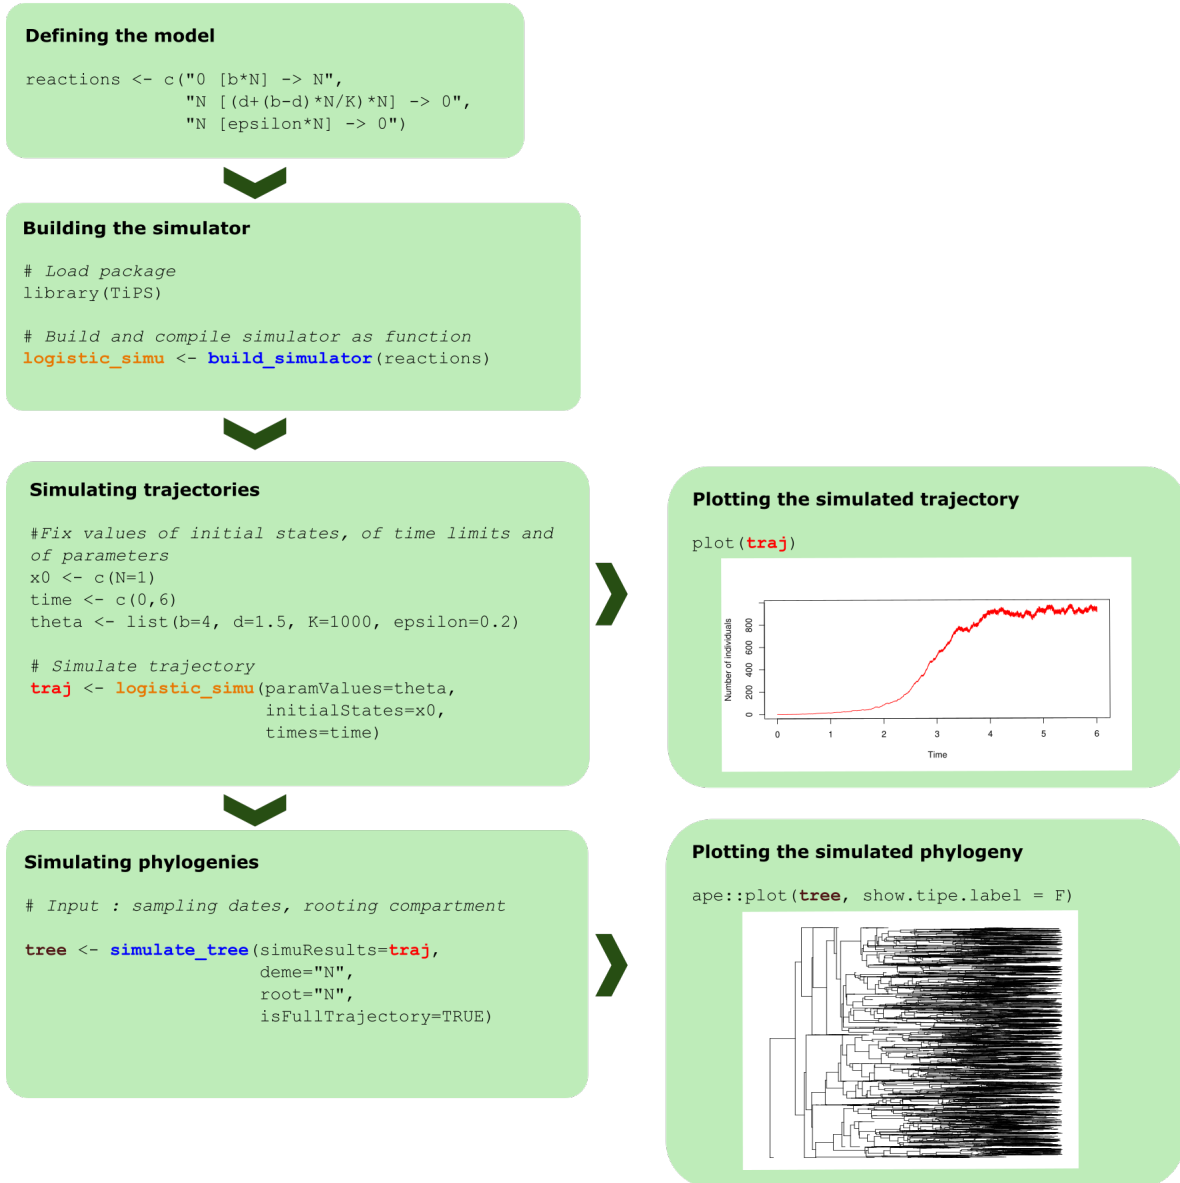 Defining the model
reactions <- c("0 [b*N] -> N",
"N [(d+(b-d)*N/K)*N] -> 0",
"N [epsilon*N] -> 0")
Building the simulator
# Load package
library(TiPS)
# Build and compile simulator as function
logistic_simu <- build_simulator(reactions)
Simulating trajectories
#Fix values of initial states, of time limits and
of parameters
x0 <- c(N=1)
time <- c(0,6)
theta <- list(b=4, d=1.5, K=1000, epsilon=0.2)
# Simulate trajectory
traj <- logistic_simu(paramValues=theta,
initialStates=x0,
times=time)
Plotting the simulated trajectory
plot(traj)
Number of individuals
800
600
400
200
0
0 1 2 3 4 5 6
Time
Simulating phylogenies
# Input : sampling dates, rooting compartment
tree <- simulate_tree(simuResults=traj,
deme="N",
root="N",
isFullTrajectory=TRUE)
Plotting the simulated phylogeny
ape::plot(tree, show.tipe.label = F)